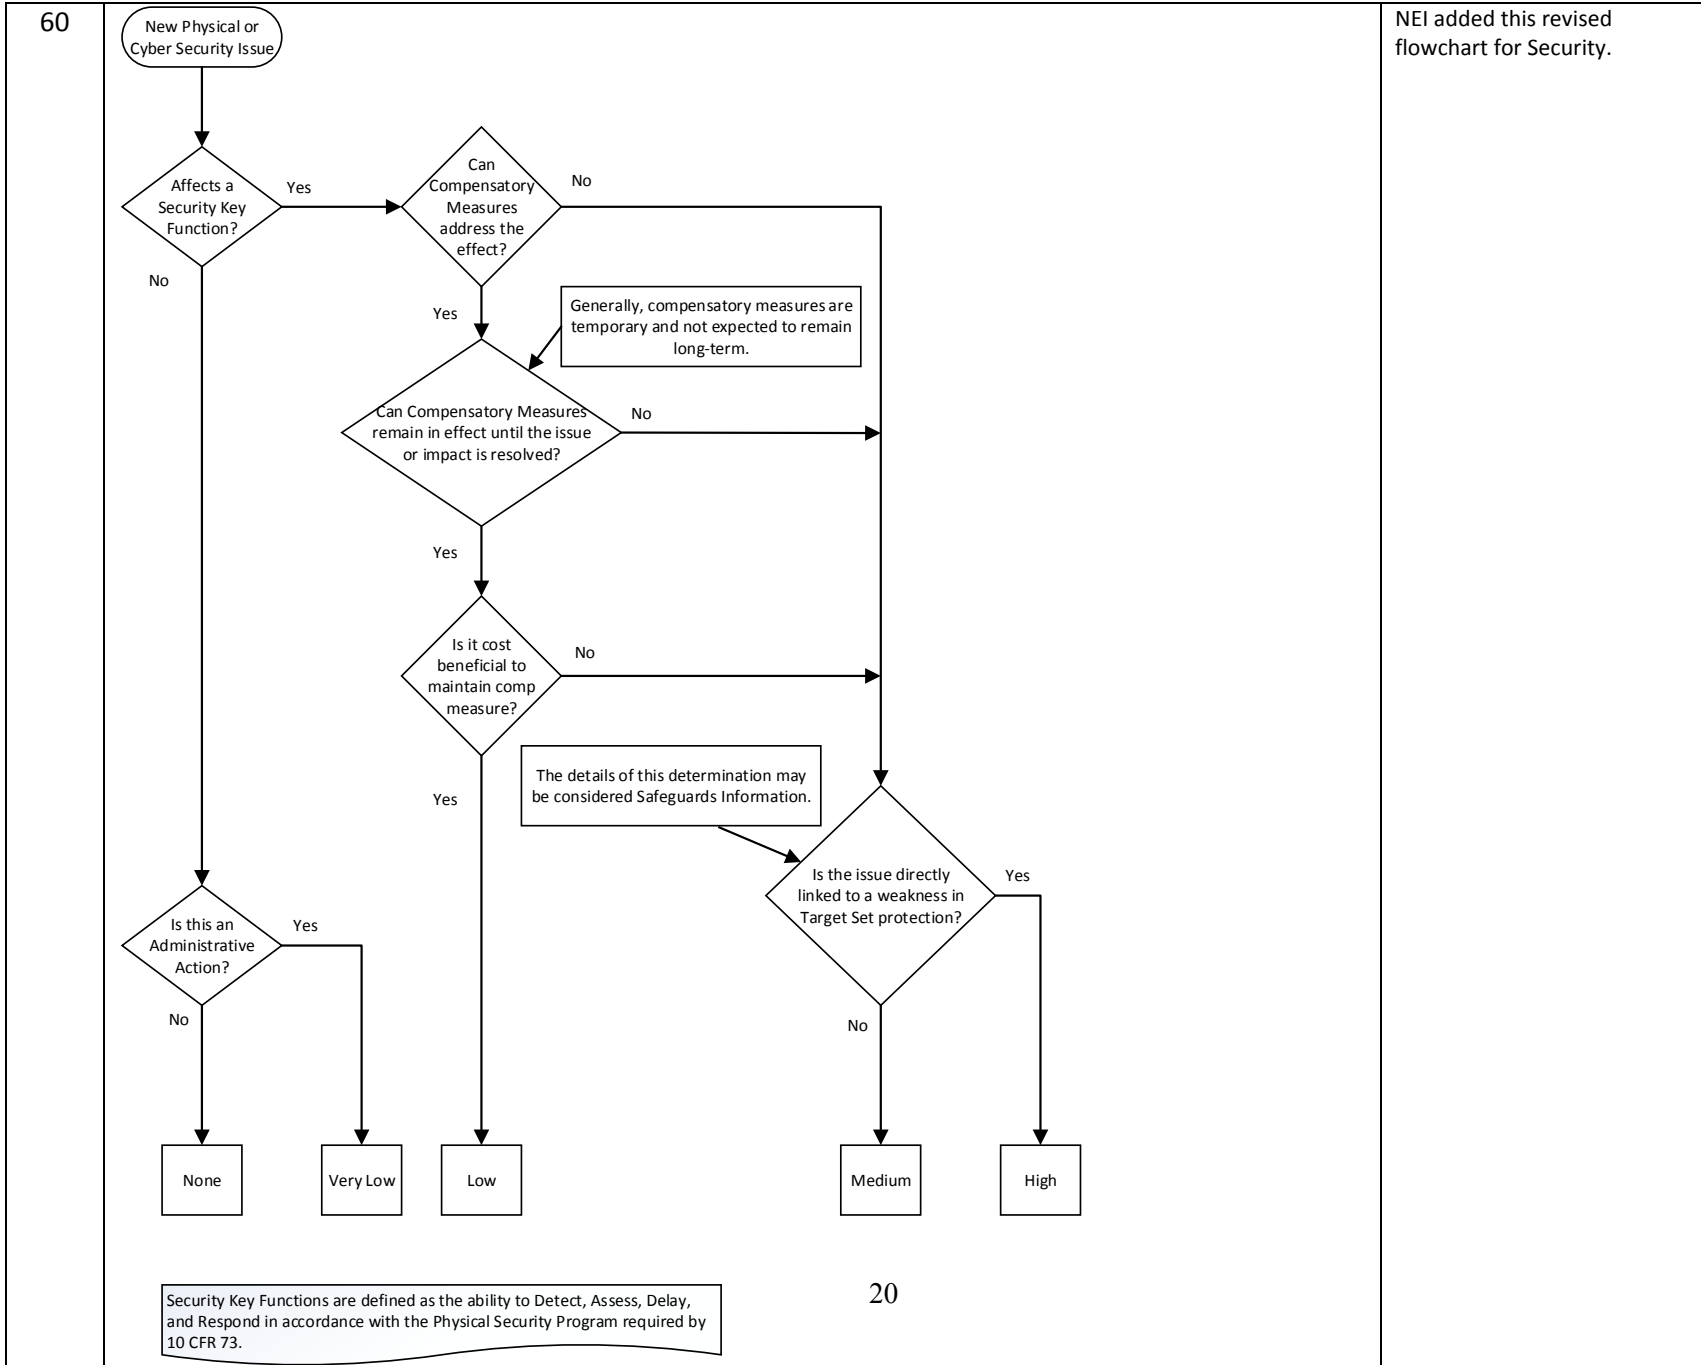 60
New Physical or
Cyber Security Issue
NEI added this revised
flowchart for Security.
Affects a
Security Key
Function?
Yes
No
Can
Compensatory
Measures
address the
effect?
No
Yes
Generally, compensatory measures are
temporary and not expected to remain
long-term.
Can Compensatory Measures
remain in effect until the issue
or impact is resolved?
No
Yes
Is it cost
beneficial to
maintain comp
measure?
No
Yes
The details of this determination may
be considered Safeguards Information.
Is the issue directly
linked to a weakness in
Target Set protection?
Yes
No
Is this an
Administrative
Action?
Yes
No
None
Very Low
Low
Medium
High
Security Key Functions are defined as the ability to Detect, Assess, Delay,
and Respond in accordance with the Physical Security Program required by
10 CFR 73.
20